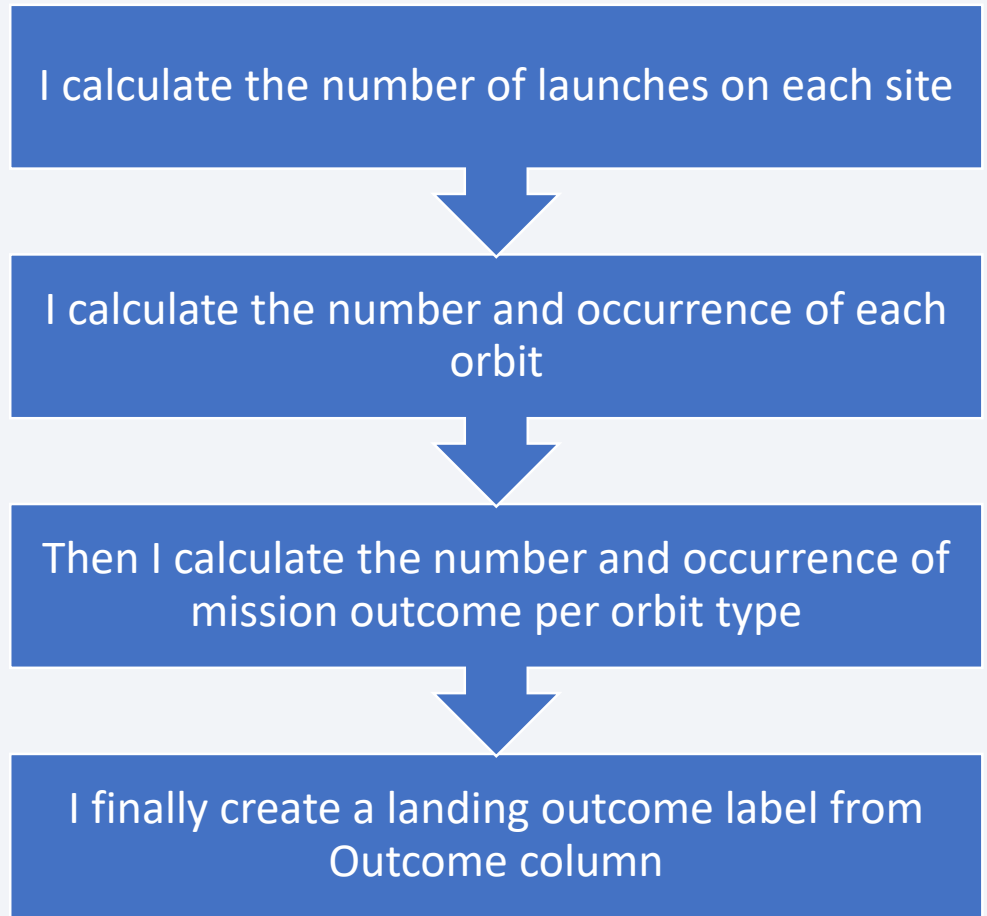 I calculate the number of launches on each site
I calculate the number and occurrence of each
orbit
Then I calculate the number and occurrence of
mission outcome per orbit type
I finally create a landing outcome label from
Outcome column